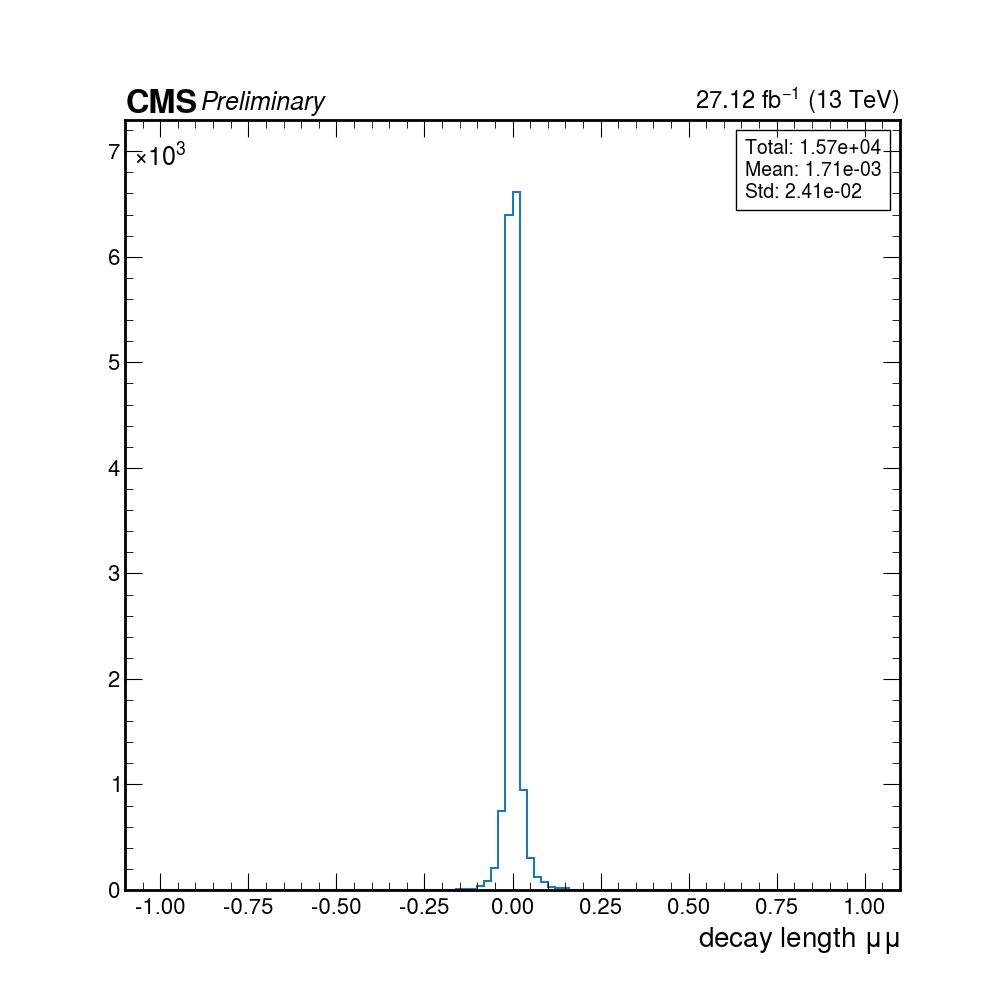 CMS Preliminary 27.12 fb⁻¹ (13 TeV)
×10³
Total: 1.57e+04
Mean: 1.71e-03
Std: 2.41e-02
7
6
5
4
3
2
1
0
-1.00 -0.75 -0.50 -0.25 0.00 0.25 0.50 0.75 1.00
decay length μμ